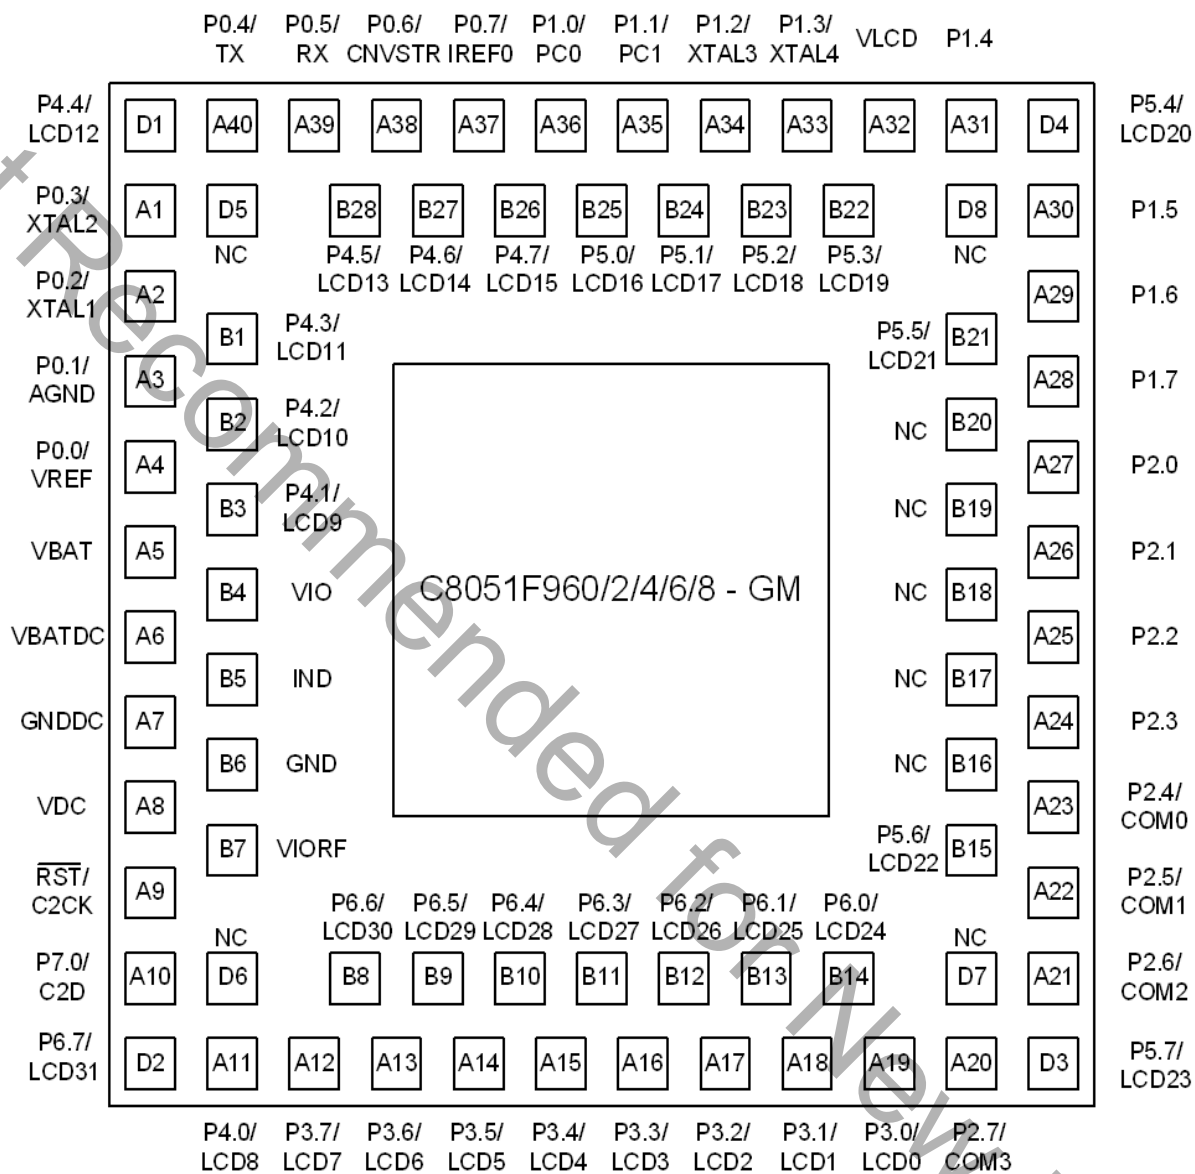 P0.4/ P0.5/ P0.6/ P0.7/ P1.0/ P1.1/ P1.2/ P1.3/ VLCD P1.4
TX RX CNVSTR IREF0 PC0 PC1 XTAL3 XTAL4
P4.4/ P5.4/
LCD12 D1 A40 A39 A38 A37 A36 A35 A34 A33 A32 A31 D4 LCD20
P0.3/
XTAL2 A1 D5 B28 B27 B26 B25 B24 B23 B22 D8 A30 P1.5
NC P4.5/ P4.6/ P4.7/ P5.0/ P5.1/ P5.2/ P5.3/ NC
LCD13 LCD14 LCD15 LCD16 LCD17 LCD18 LCD19
P0.2/
XTAL1 A2 A29 P1.6
P4.3/ P5.5/
B1 LCD11 LCD21 B21
P0.1/
AGND A3 A28 P1.7
P4.2/
B2 LCD10 NC B20
P0.0/
VREF A4 A27 P2.0
P4.1/
B3 LCD9 NC B19
VBAT A5 A26 P2.1
B4 VIO C8051F960/2/4/6/8 - GM NC B18
VBATDC A6 A25 P2.2
B5 IND NC B17
GNDDC A7 A24 P2.3
B6 GND NC B16
VDC A8 A23 P2.4/
COM0
B7 VIORF P5.6/
LCD22 B15
RST/ P2.5/
C2CK A9 A22 COM1
P6.6/ P6.5/ P6.4/ P6.3/ P6.2/ P6.1/ P6.0/
LCD30 LCD29 LCD28 LCD27 LCD26 LCD25 LCD24
NC NC
P7.0/ P2.6/
C2D A10 D6 B8 B9 B10 B11 B12 B13 B14 D7 A21 COM2
P6.7/ P5.7/
LCD31 D2 A11 A12 A13 A14 A15 A16 A17 A18 A19 A20 D3 LCD23
P4.0/ P3.7/ P3.6/ P3.5/ P3.4/ P3.3/ P3.2/ P3.1/ P3.0/ P2.7/
LCD8 LCD7 LCD6 LCD5 LCD4 LCD3 LCD2 LCD1 LCD0 COM3
Recommended for New